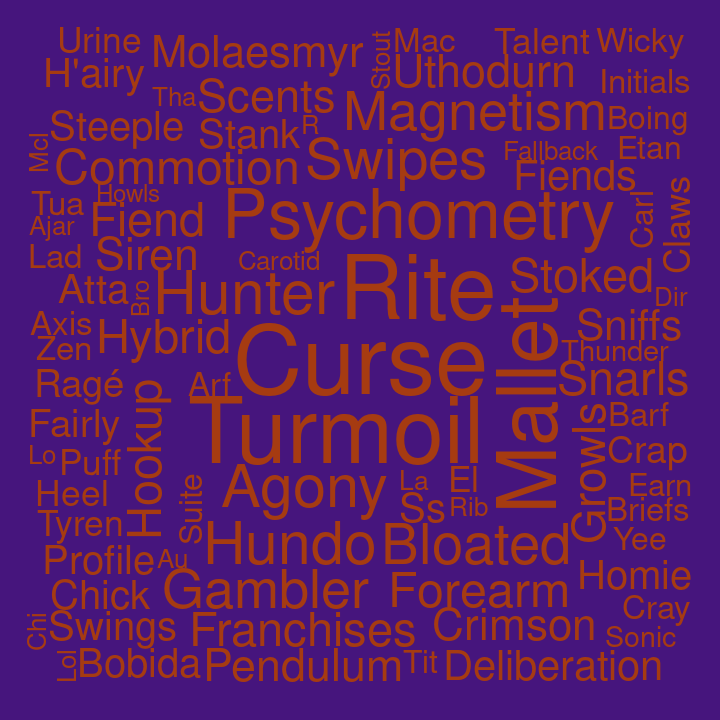 Urine Molaesmyr Stout Mac Talent Wicky
H'airy Tha Scents Uthodurn Initials
Steeple Stank R Magnetism Boing
Mcl Commotion Swipes Fallback Etan
Tua Howls Fiends
Ajar Fiend Psychometry Carl Claws
Lad Siren Carotid Rite Stoked
Atta Bro Hunter Dir
Axis Hybrid Sniffs
Zen Curse Mallet Thunder
Ragé Arf Snarls
Fairly Hookup Turmoil Growls Barf
Lo Puff Crap
Heel Suite Agony La El Earn
Tyren Ss Rib Briefs
Profile Au Hundo Bloated Yee
Chick Gambler Forearm Homie
Chi Swings Franchises Crimson Cray
Sonic
Lol Bobida Pendulum Tit Deliberation